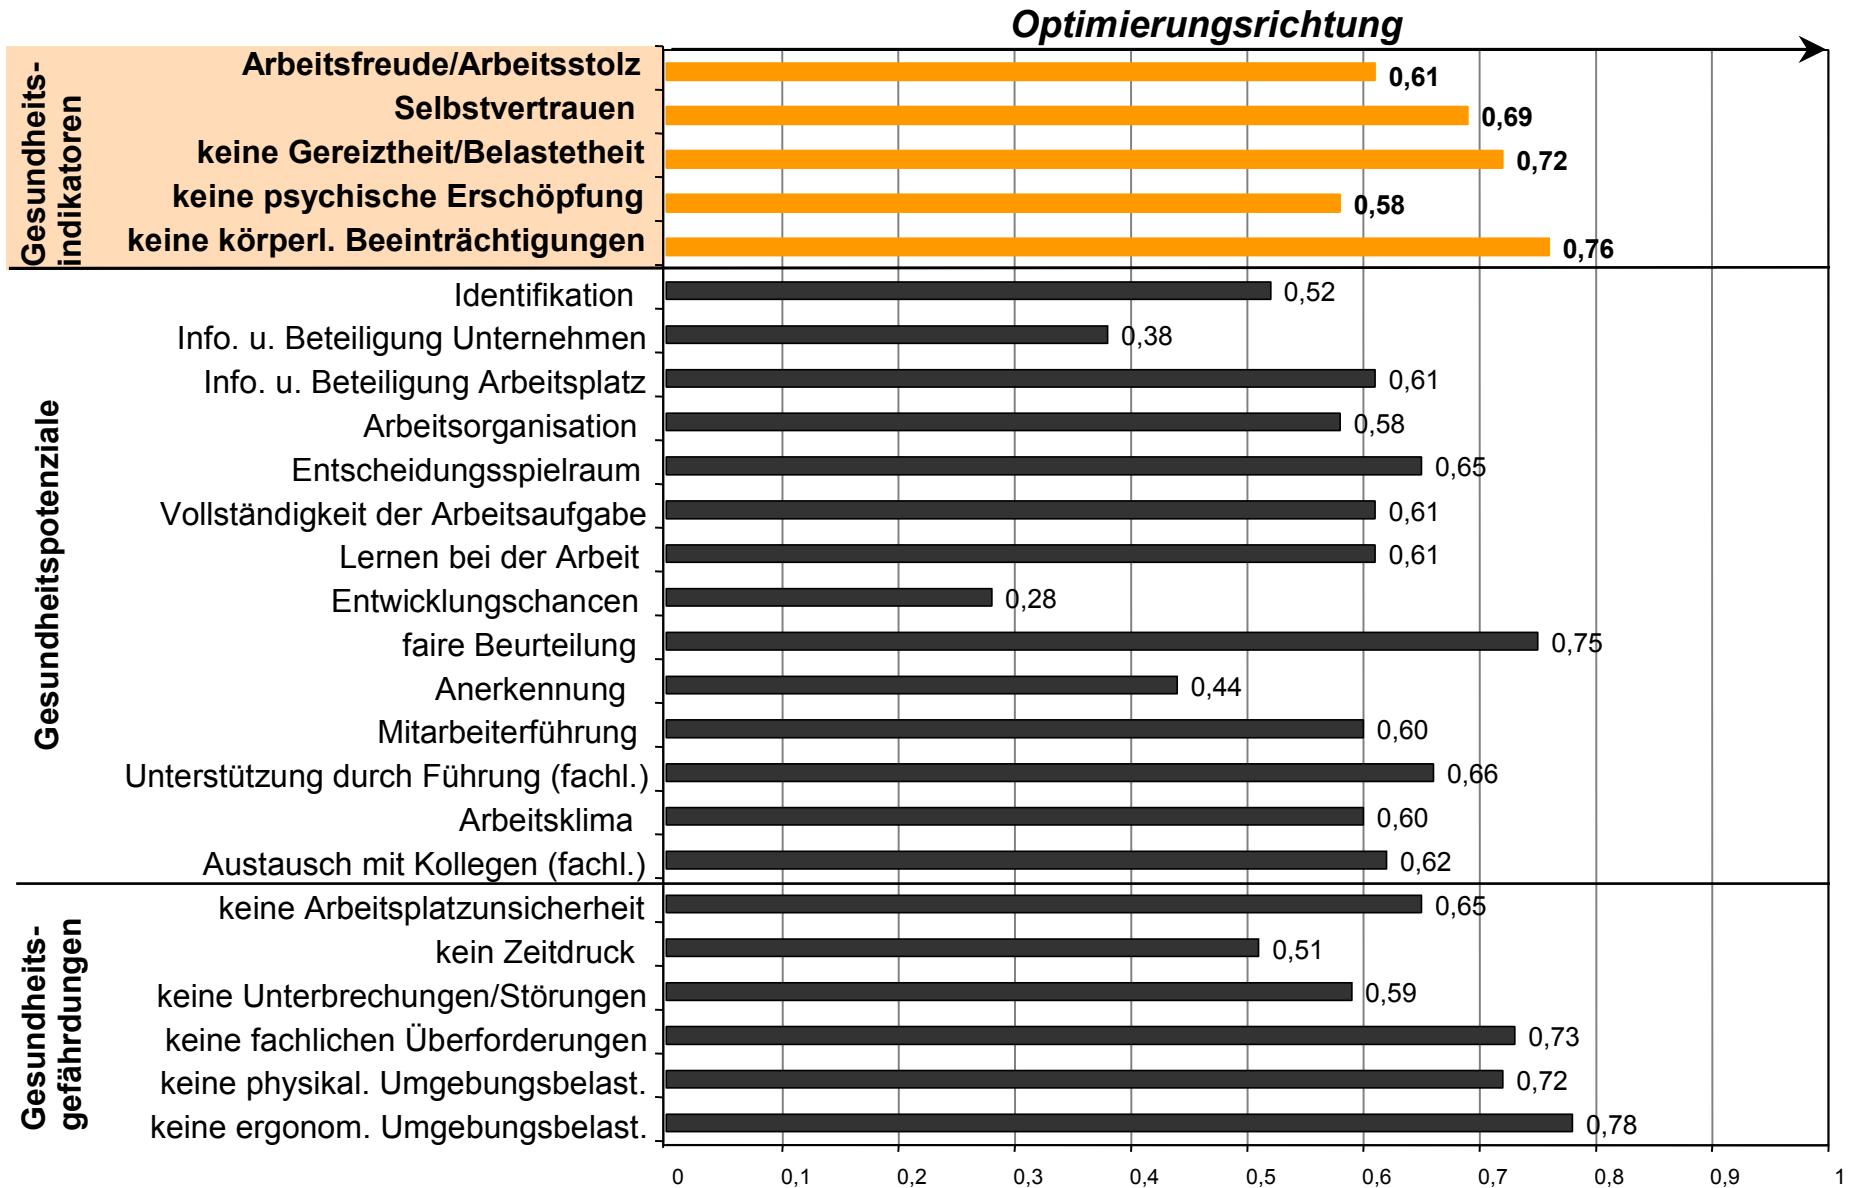 Optimierungsrichtung
Gesundheits-
indikatoren
Arbeitsfreude/Arbeitsstolz 0,61
Selbstvertrauen 0,69
keine Gereiztheit/Belastetheit 0,72
keine psychische Erschöpfung 0,58
keine körperl. Beeinträchtigungen 0,76
Gesundheitspotenziale
Identifikation 0,52
Info. u. Beteiligung Unternehmen 0,38
Info. u. Beteiligung Arbeitsplatz 0,61
Arbeitsorganisation 0,58
Entscheidungsspielraum 0,65
Vollständigkeit der Arbeitsaufgabe 0,61
Lernen bei der Arbeit 0,61
Entwicklungschancen 0,28
faire Beurteilung 0,75
Anerkennung 0,44
Mitarbeiterführung 0,60
Unterstützung durch Führung (fachl.) 0,66
Arbeitsklima 0,60
Austausch mit Kollegen (fachl.) 0,62
Gesundheits-
gefährdungen
keine Arbeitsplatzunsicherheit 0,65
kein Zeitdruck 0,51
keine Unterbrechungen/Störungen 0,59
keine fachlichen Überforderungen 0,73
keine physikal. Umgebungsbelast. 0,72
keine ergonom. Umgebungsbelast. 0,78
0 0,1 0,2 0,3 0,4 0,5 0,6 0,7 0,8 0,9 1